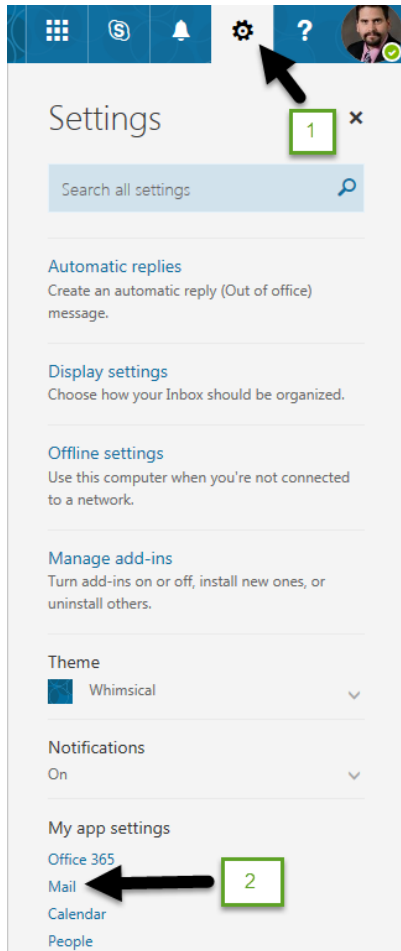 ?
Settings
1
Search all settings
Automatic replies
Create an automatic reply (Out of office)
message.
Display settings
Choose how your Inbox should be organized.
Offline settings
Use this computer when you're not connected
to a network.
Manage add-ins
Turn add-ins on or off, install new ones, or
uninstall others.
Theme
Whimsical
Notifications
On
My app settings
Office 365
Mail
2
Calendar
People